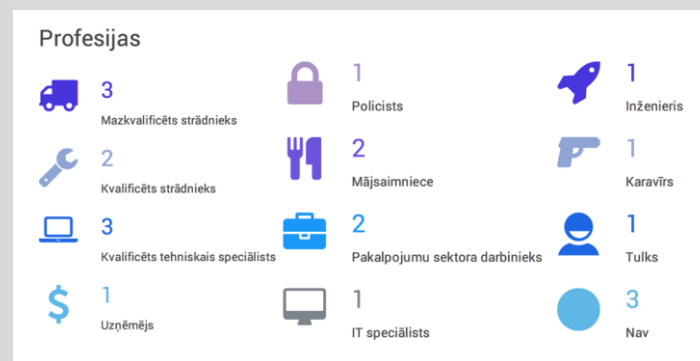 Profesijas
3
Mazkvalificēts strādnieks
2
Kvalificēts strādnieks
3
Kvalificēts tehniskais speciālists
$
1
Uzņēmējs
1
Policists
2
Mājsaimniece
2
Pakalpojumu sektora darbinieks
1
IT speciālists
1
Inženieris
1
Karavīrs
1
Tulks
3
Nav